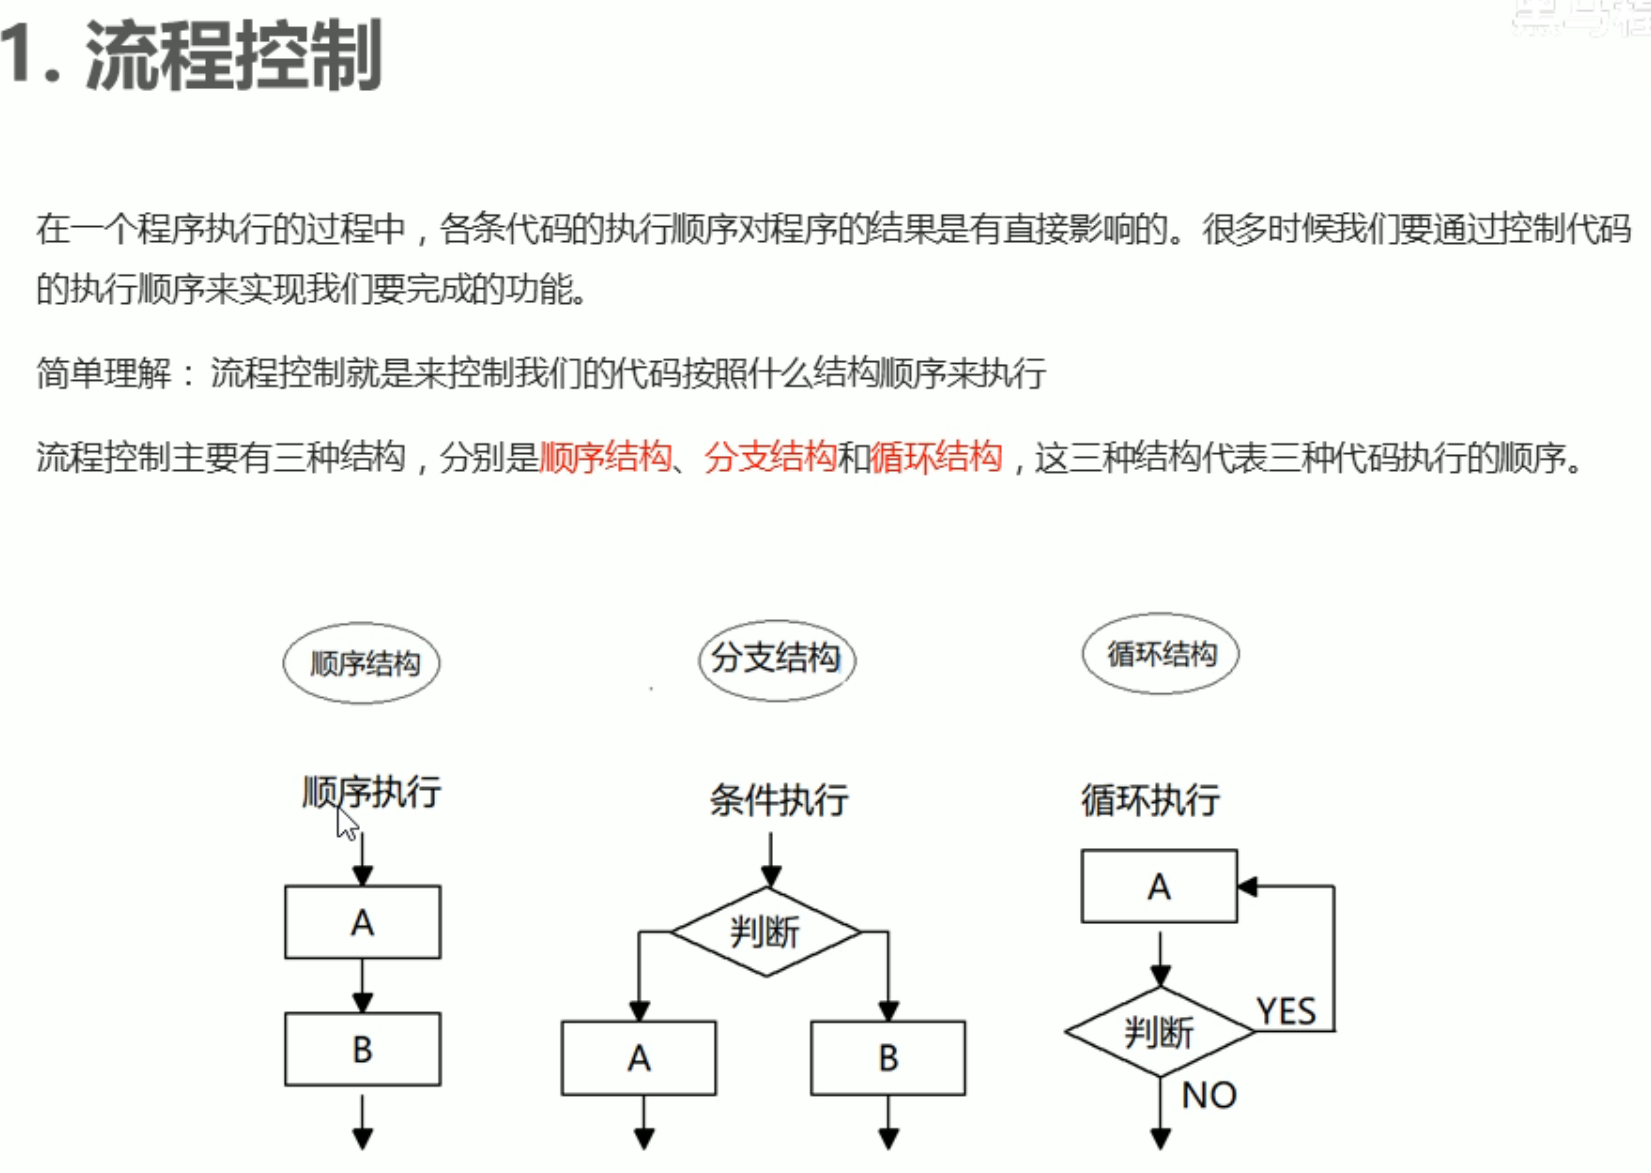 黑马程
1. 流程控制
在一个程序执行的过程中，各条代码的执行顺序对程序的结果是有直接影响的。很多时候我们要通过控制代码
的执行顺序来实现我们要完成的功能。
简单理解： 流程控制就是来控制我们的代码按照什么结构顺序来执行
流程控制主要有三种结构，分别是顺序结构、分支结构和循环结构，这三种结构代表三种代码执行的顺序。
顺序结构
分支结构
循环结构
顺序执行
条件执行
循环执行
A
B
判断
A
B
A
判断
YES
NO